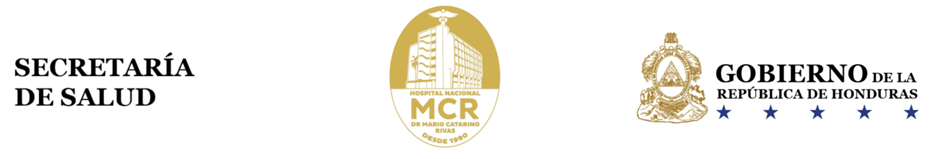 SECRETARÍA
DE SALUD
HOSPITAL NACIONAL
MCR
DR MARIO CATARINO
RIVAS
DESDE 1990
GOBIERNO DE LA
REPÚBLICA DE HONDURAS